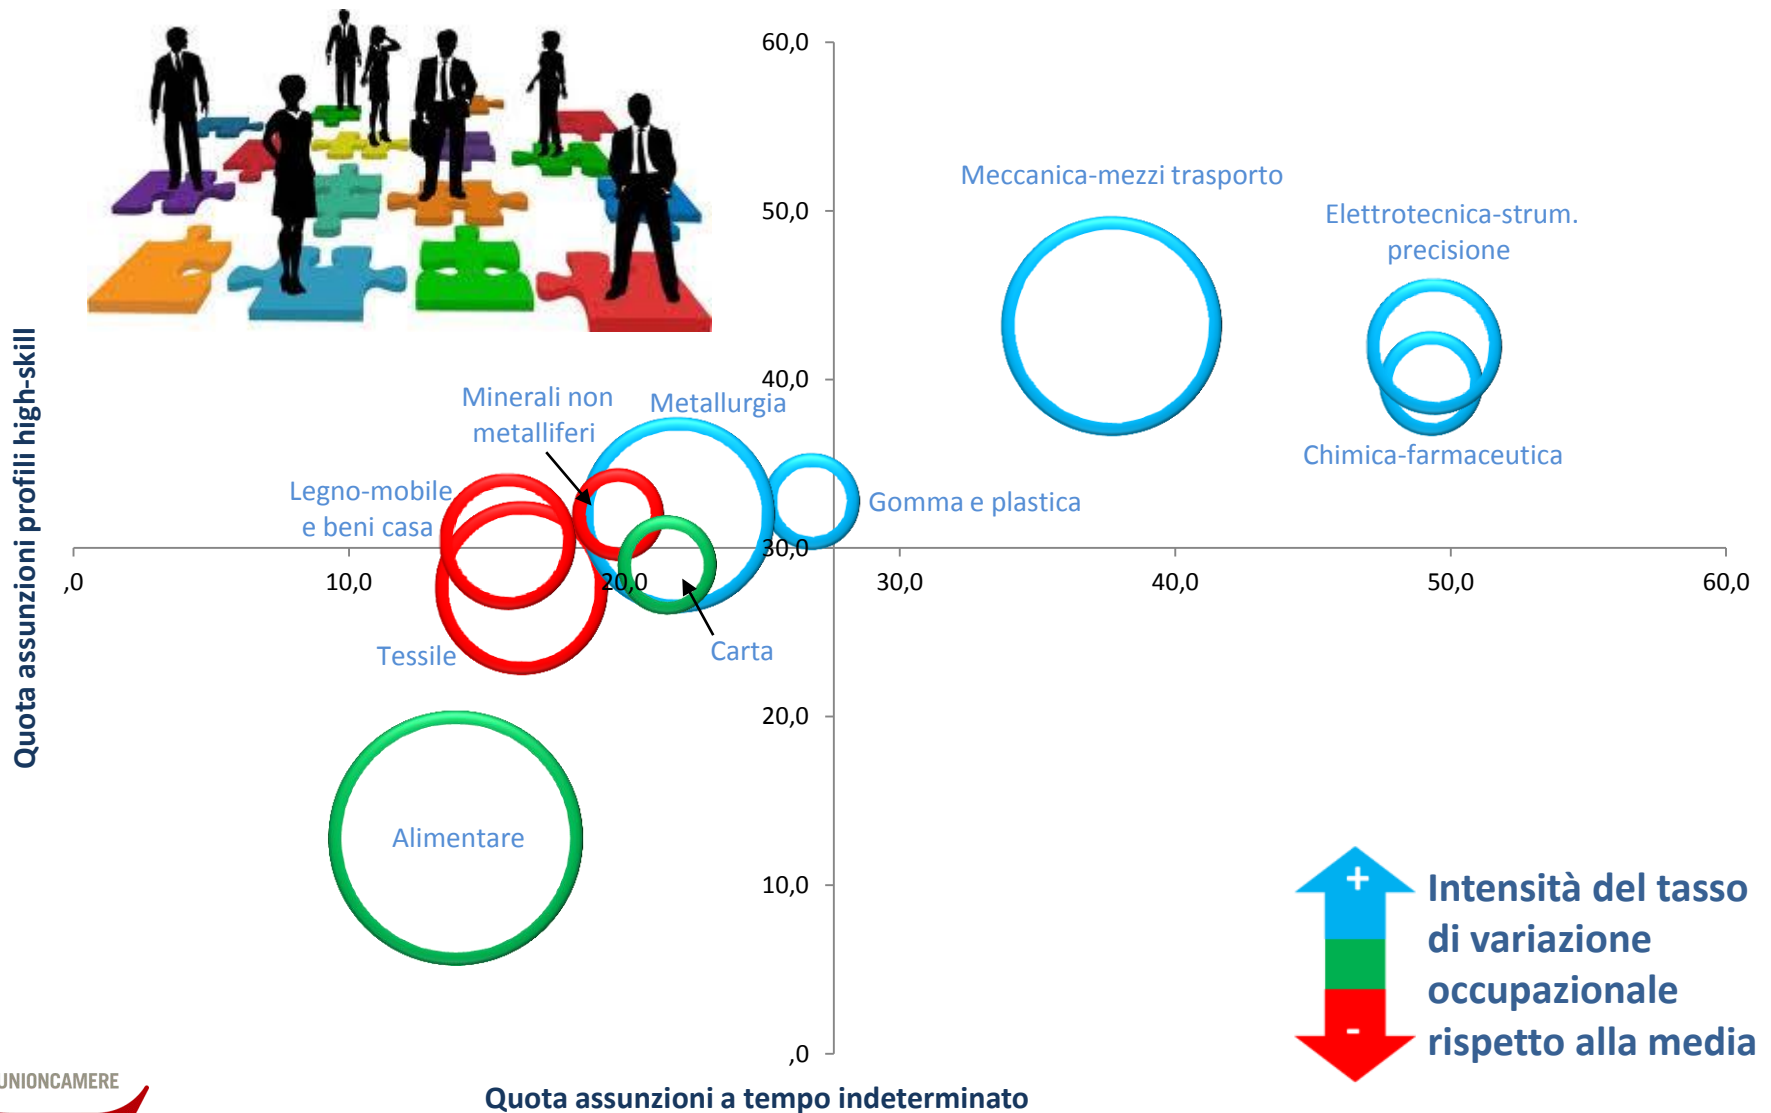 60,0
Meccanica-mezzi trasporto
50,0
Elettrotecnica-strum.
precisione
Quota assunzioni profili high-skill
40,0
Minerali non
metalliferi
Metallurgia
Chimica-farmaceutica
Legno-mobile
e beni casa
Gomma e plastica
30,0
,0
10,0
20,0
30,0
40,0
50,0
60,0
Tessile
Carta
20,0
Alimentare
10,0
+
Intensità del tasso
di variazione
occupazionale
rispetto alla media
-
,0
UNIONCAMERE
Quota assunzioni a tempo indeterminato